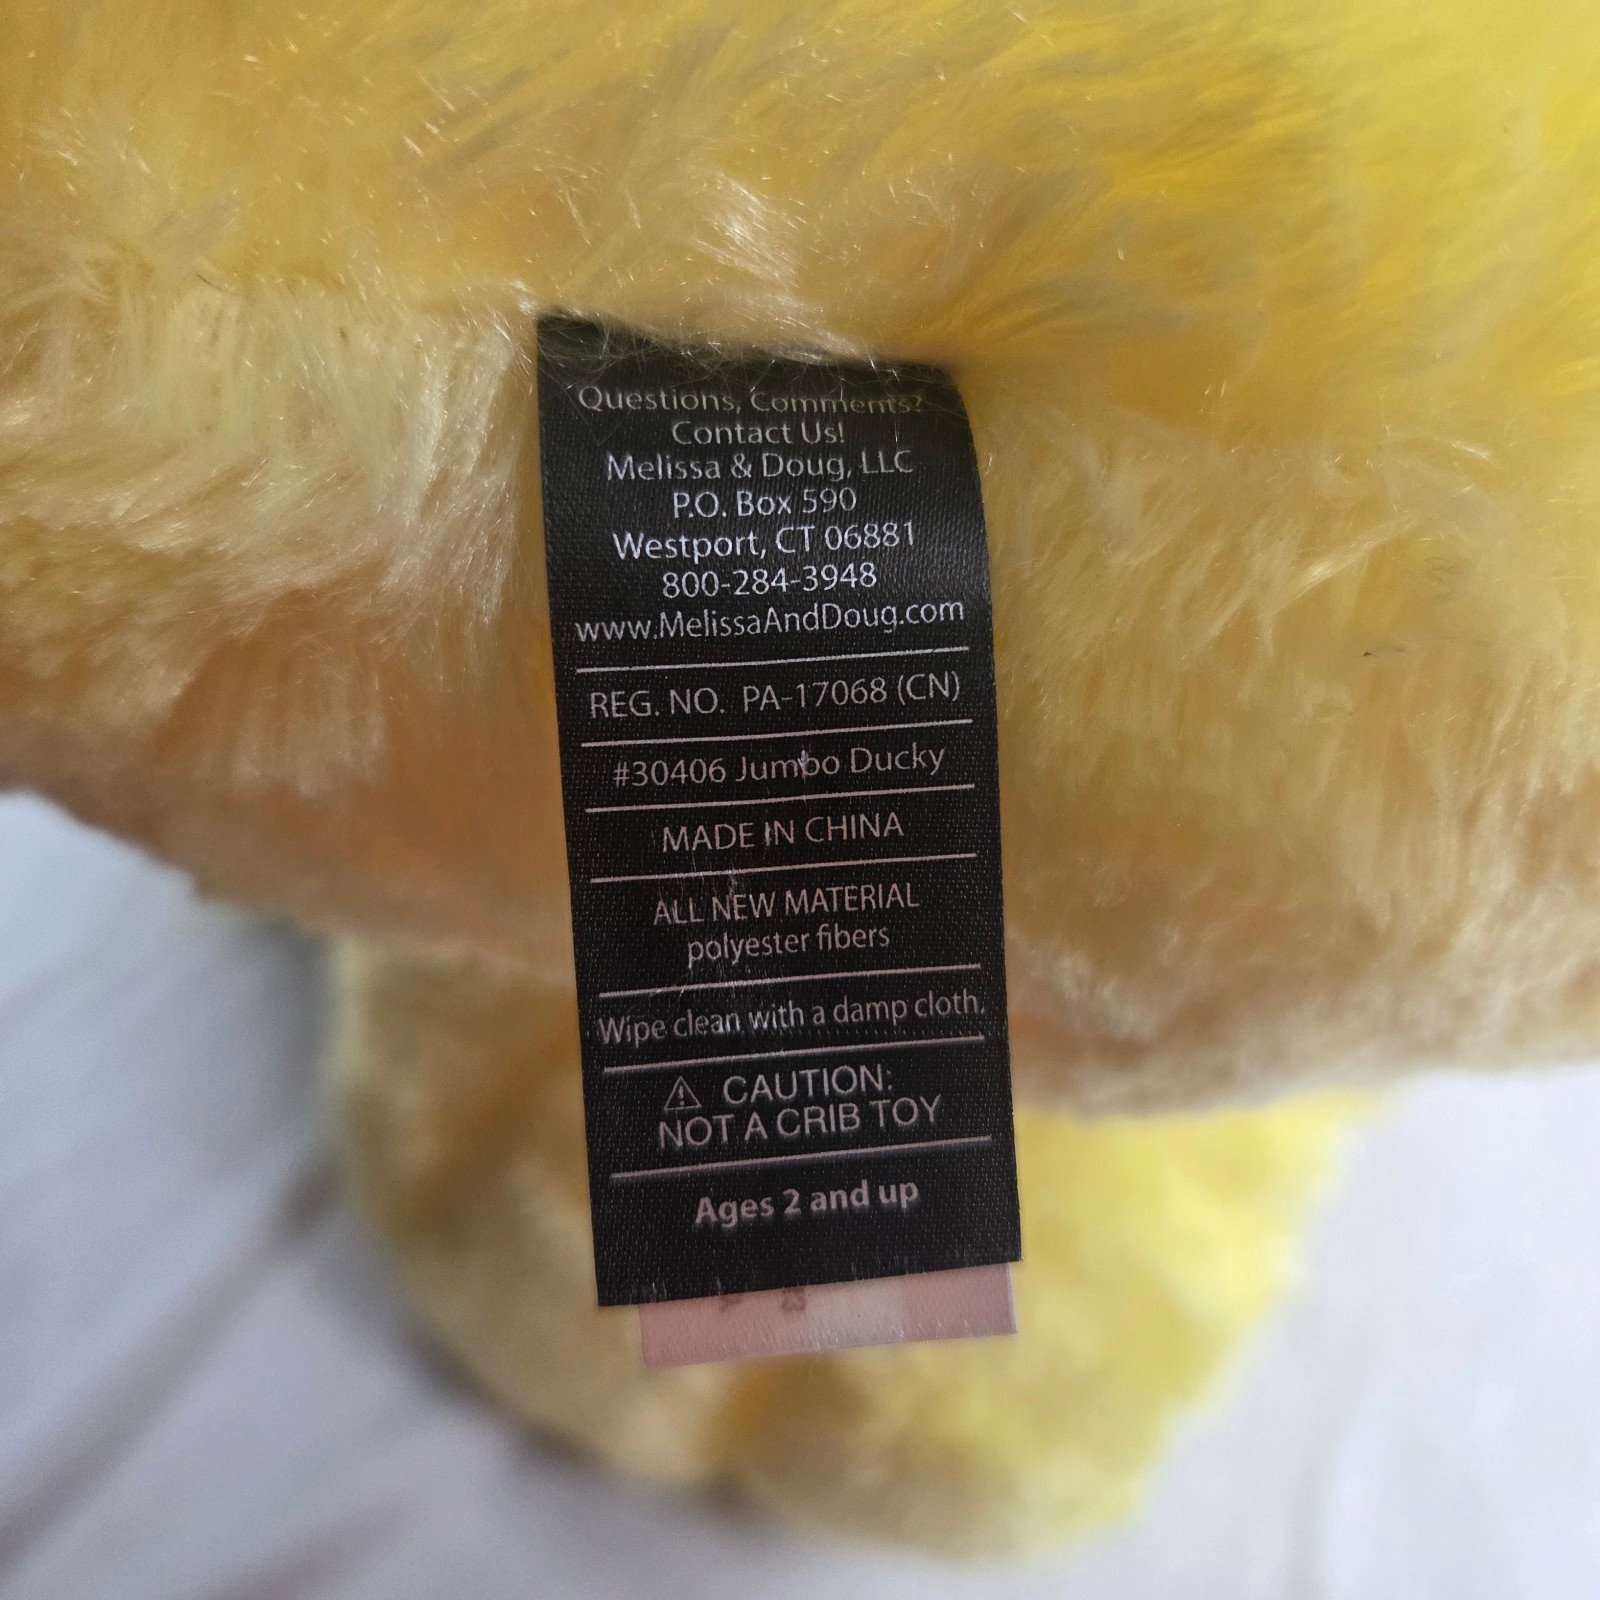 Questions, Comments?
Contact Us!
Melissa & Doug, LLC
P.O. Box 590
Westport, CT 06881
800-284-3948
www.MelissaAndDoug.com
REG. NO. PA-17068 (CN)
#30406 Jumbo Ducky
MADE IN CHINA
ALL NEW MATERIAL
polyester fibers
Wipe clean with a damp cloth.
⚠ CAUTION:
NOT A CRIB TOY
Ages 2 and up